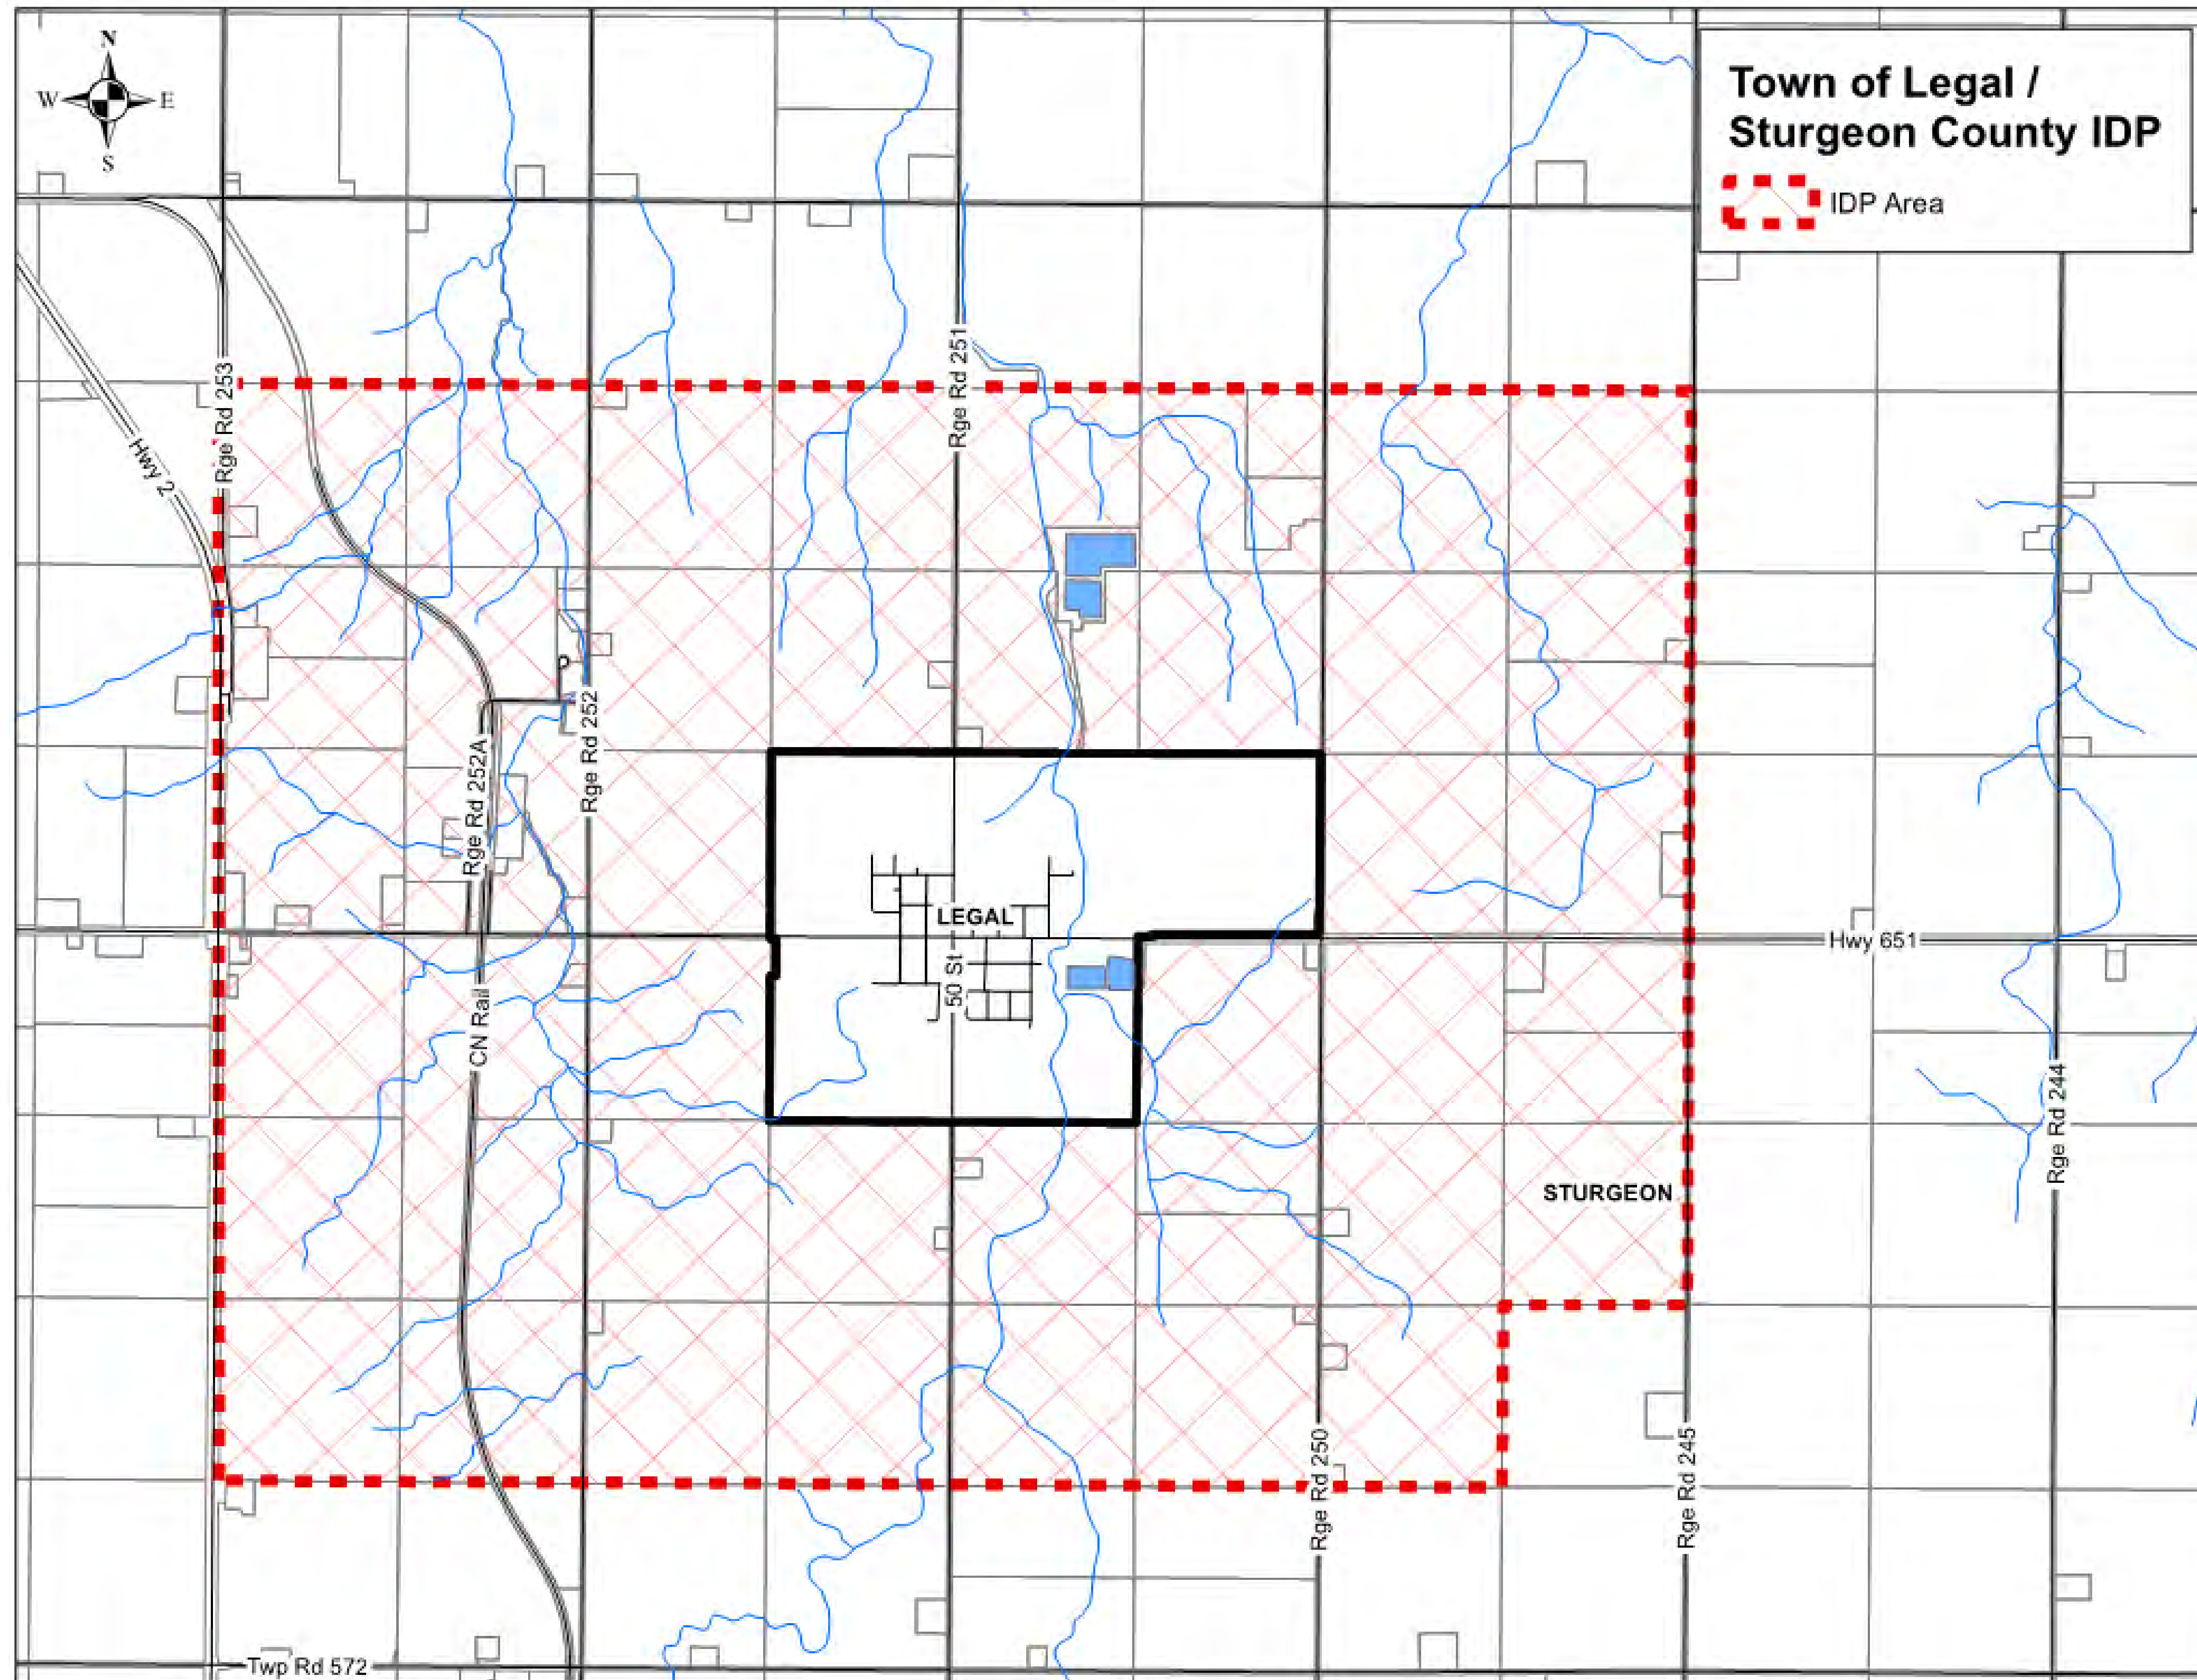 N
W E
S
Town of Legal /
Sturgeon County IDP
IDP Area
Rge Rd 253
Rge Rd 251
Hwy 2
Rge Rd 252
Rge Rd 252A
LEGAL
Hwy 651
50 St
CN Rail
Rge Rd 244
STURGEON
Rge Rd 250
Rge Rd 245
Twp Rd 572